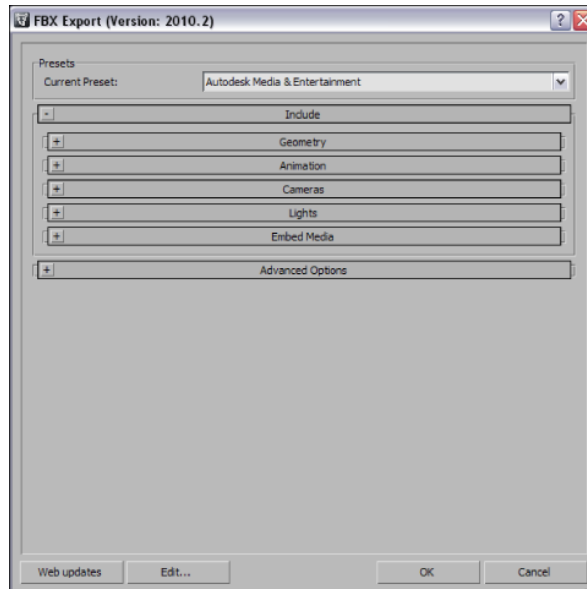 FBX Export (Version: 2010.2)
Presets
Current Preset: Autodesk Media & Entertainment
- Include
+ Geometry
+ Animation
+ Cameras
+ Lights
+ Embed Media
+ Advanced Options
Web updates Edit... OK Cancel